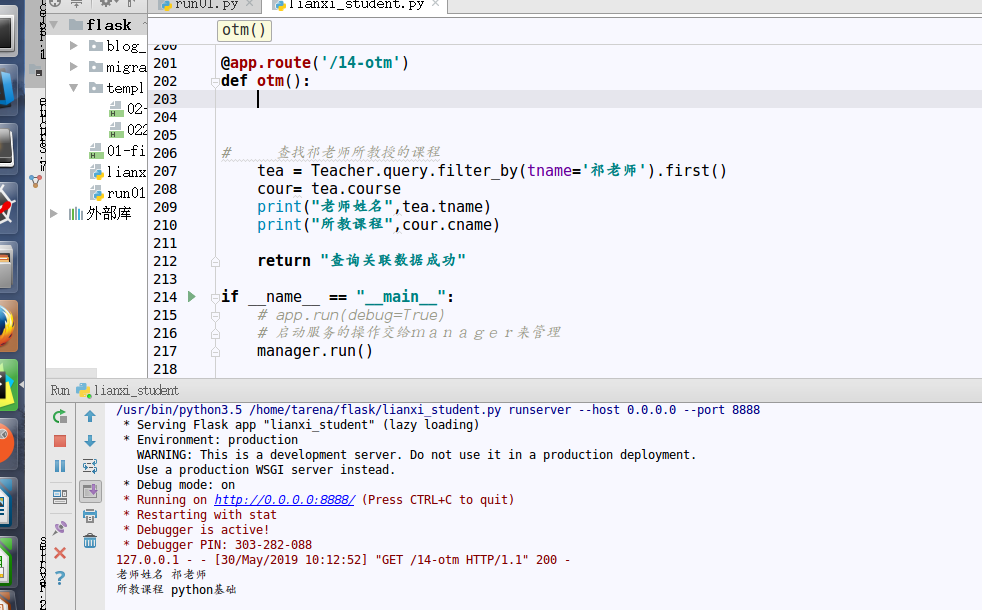 run01.py
lianxi_student.py
flask
otm()
blog_
migra
templ
02-
022
01-fi
lianx
run01
外部库
200
201 @app.route('/14-otm')
202 def otm():
203
204
205
206 # 查找祁老师所教授的课程
207 tea = Teacher.query.filter_by(tname='祁老师').first()
208 cour= tea.course
209 print("老师姓名",tea.tname)
210 print("所教课程",cour.cname)
211
212 return "查询关联数据成功"
213
214 if __name__ == "__main__":
215 # app.run(debug=True)
216 # 启动服务的操作交给ｍａｎａｇｅｒ来管理
217 manager.run()
218
Run lianxi_student
/usr/bin/python3.5 /home/tarena/flask/lianxi_student.py runserver --host 0.0.0.0 --port 8888
* Serving Flask app "lianxi_student" (lazy loading)
* Environment: production
WARNING: This is a development server. Do not use it in a production deployment.
Use a production WSGI server instead.
* Debug mode: on
* Running on http://0.0.0.0:8888/ (Press CTRL+C to quit)
* Restarting with stat
* Debugger is active!
* Debugger PIN: 303-282-088
127.0.0.1 - - [30/May/2019 10:12:52] "GET /14-otm HTTP/1.1" 200 -
老师姓名 祁老师
所教课程 python基础